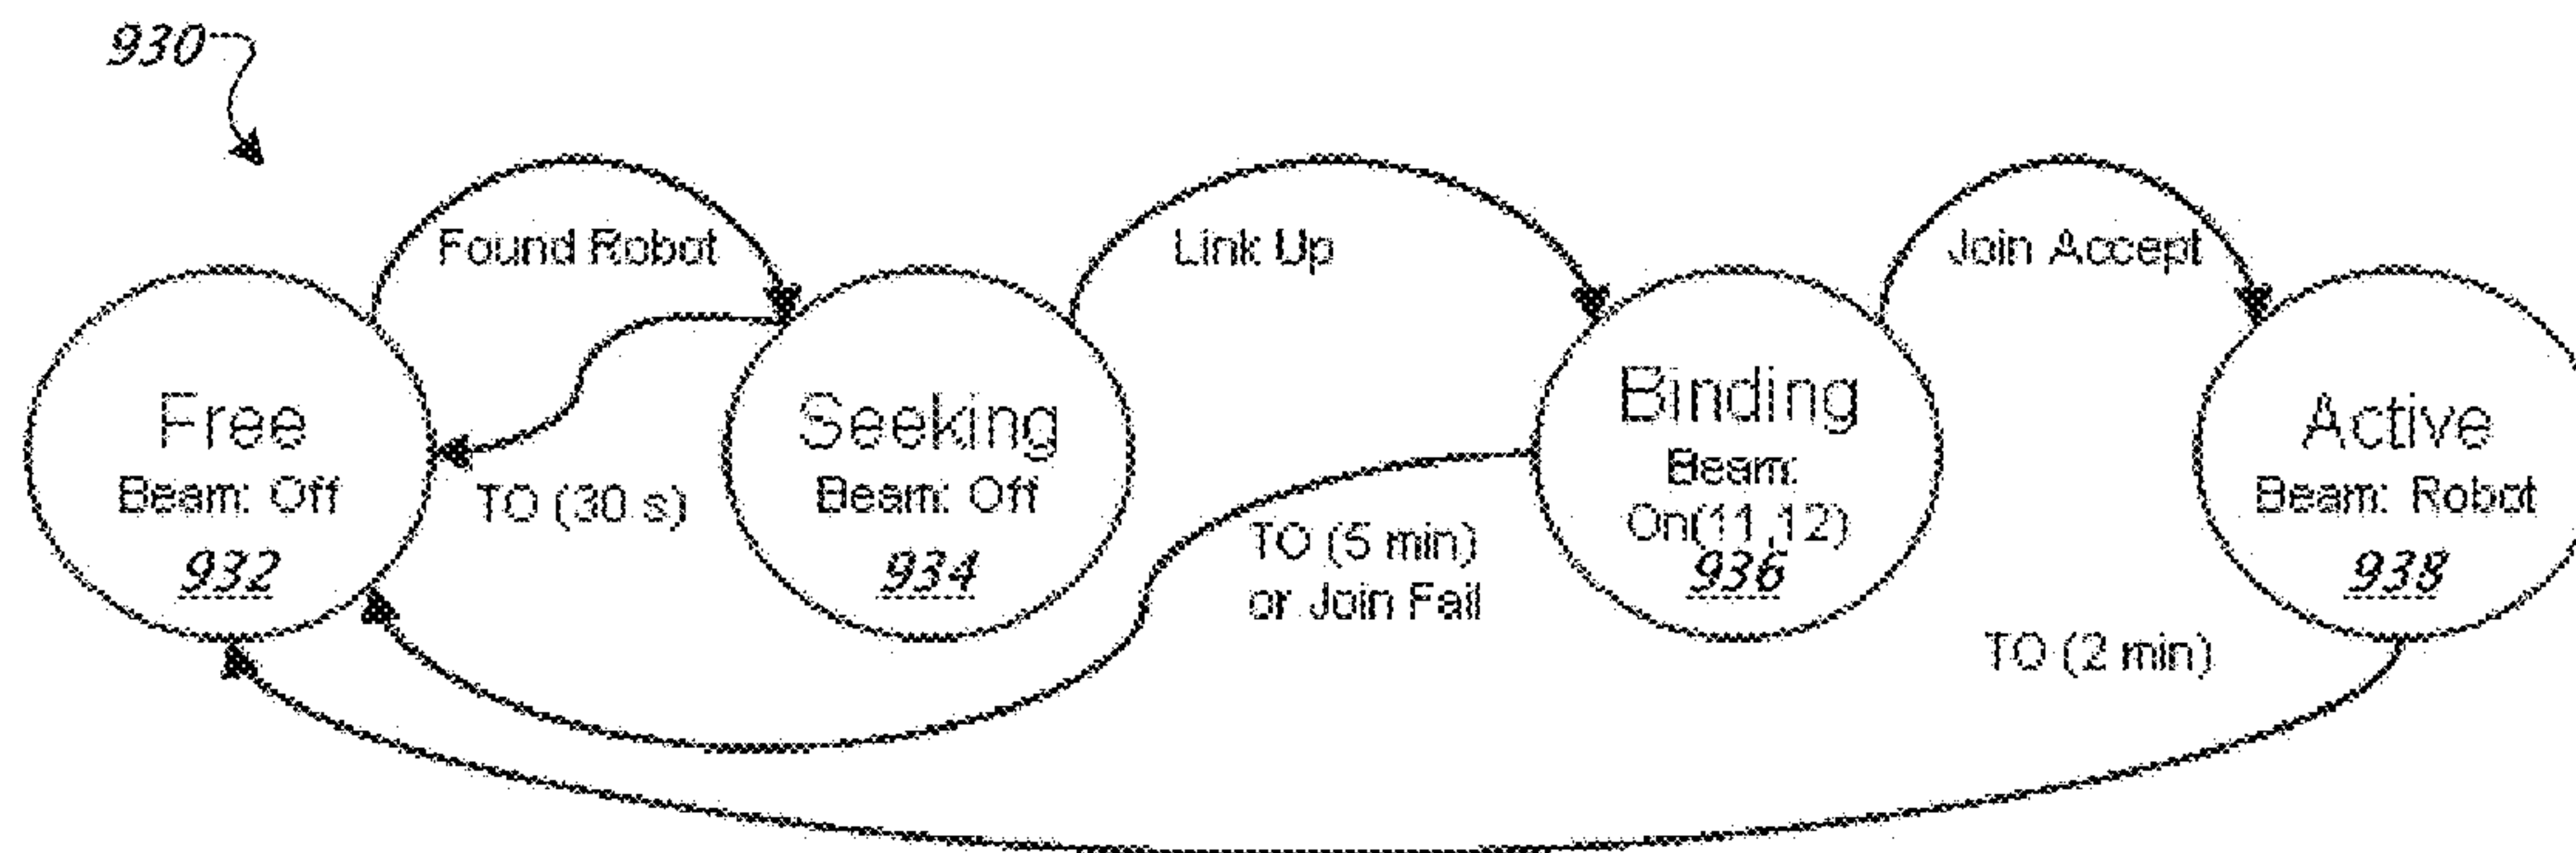 930
Found Robot
Link Up
Join Accept
Free
Beam: Off
932
TO (30 s)
Seeking
Beam: Off
934
TO (5 min)
or Join Fail
Binding
Beam:
On(11,12)
936
Active
Beam: Robot
938
TO (2 min)